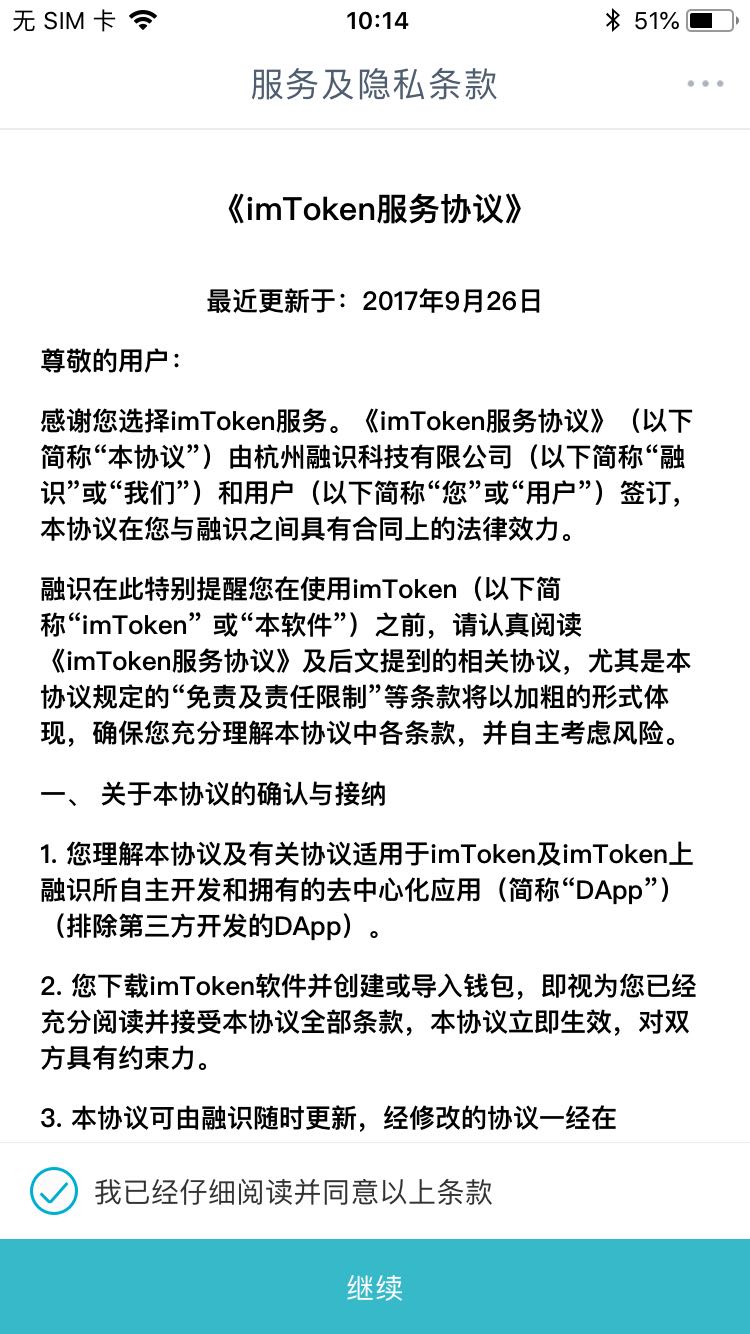 无 SIM 卡 10:14 51%
服务及隐私条款
《imToken服务协议》
最近更新于：2017年9月26日
尊敬的用户：
感谢您选择imToken服务。《imToken服务协议》（以下
简称“本协议”）由杭州融识科技有限公司（以下简称“融
识”或“我们”）和用户（以下简称“您”或“用户”）签订，
本协议在您与融识之间具有合同上的法律效力。
融识在此特别提醒您在使用imToken（以下简
称“imToken” 或“本软件”）之前，请认真阅读
《imToken服务协议》及后文提到的相关协议，尤其是本
协议规定的“免责及责任限制”等条款将以加粗的形式体
现，确保您充分理解本协议中各条款，并自主考虑风险。
一、 关于本协议的确认与接纳
1. 您理解本协议及有关协议适用于imToken及imToken上
融识所自主开发和拥有的去中心化应用（简称“DApp”）
（排除第三方开发的DApp）。
2. 您下载imToken软件并创建或导入钱包，即视为您已经
充分阅读并接受本协议全部条款，本协议立即生效，对双
方具有约束力。
3. 本协议可由融识随时更新，经修改的协议一经在
我已经仔细阅读并同意以上条款
继续